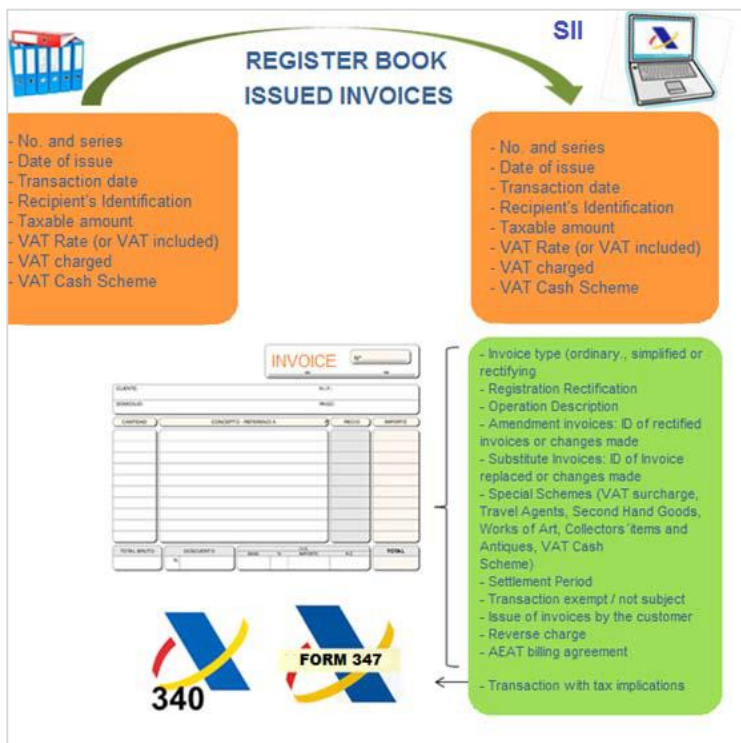 SII
REGISTER BOOK
ISSUED INVOICES
- No. and series
- Date of issue
- Transaction date
- Recipient's Identification
- Taxable amount
- VAT Rate (or VAT included)
- VAT charged
- VAT Cash Scheme
- No. and series
- Date of issue
- Transaction date
- Recipient's Identification
- Taxable amount
- VAT Rate (or VAT included)
- VAT charged
- VAT Cash Scheme
INVOICE
Nº
CLIENTE:
N.I.F.:
DOMICILIO:
PAGO:
CANTIDAD
CONCEPTO - REFERENCIA
PRECIO
IMPORTE
TOTAL BRUTO
DESCUENTO
%
%
IMPORTE
TOTAL
- Invoice type (ordinary., simplified or
rectifying
- Registration Rectification
- Operation Description
- Amendment invoices: ID of rectified
invoices or changes made
- Substitute Invoices: ID of Invoice
replaced or changes made
- Special Schemes (VAT surcharge,
Travel Agents, Second Hand Goods,
Works of Art, Collectors´items and
Antiques, VAT Cash
Scheme)
- Settlement Period
- Transaction exempt / not subject
- Issue of invoices by the customer
- Reverse charge
- AEAT billing agreement
- Transaction with tax implications
340
FORM 347